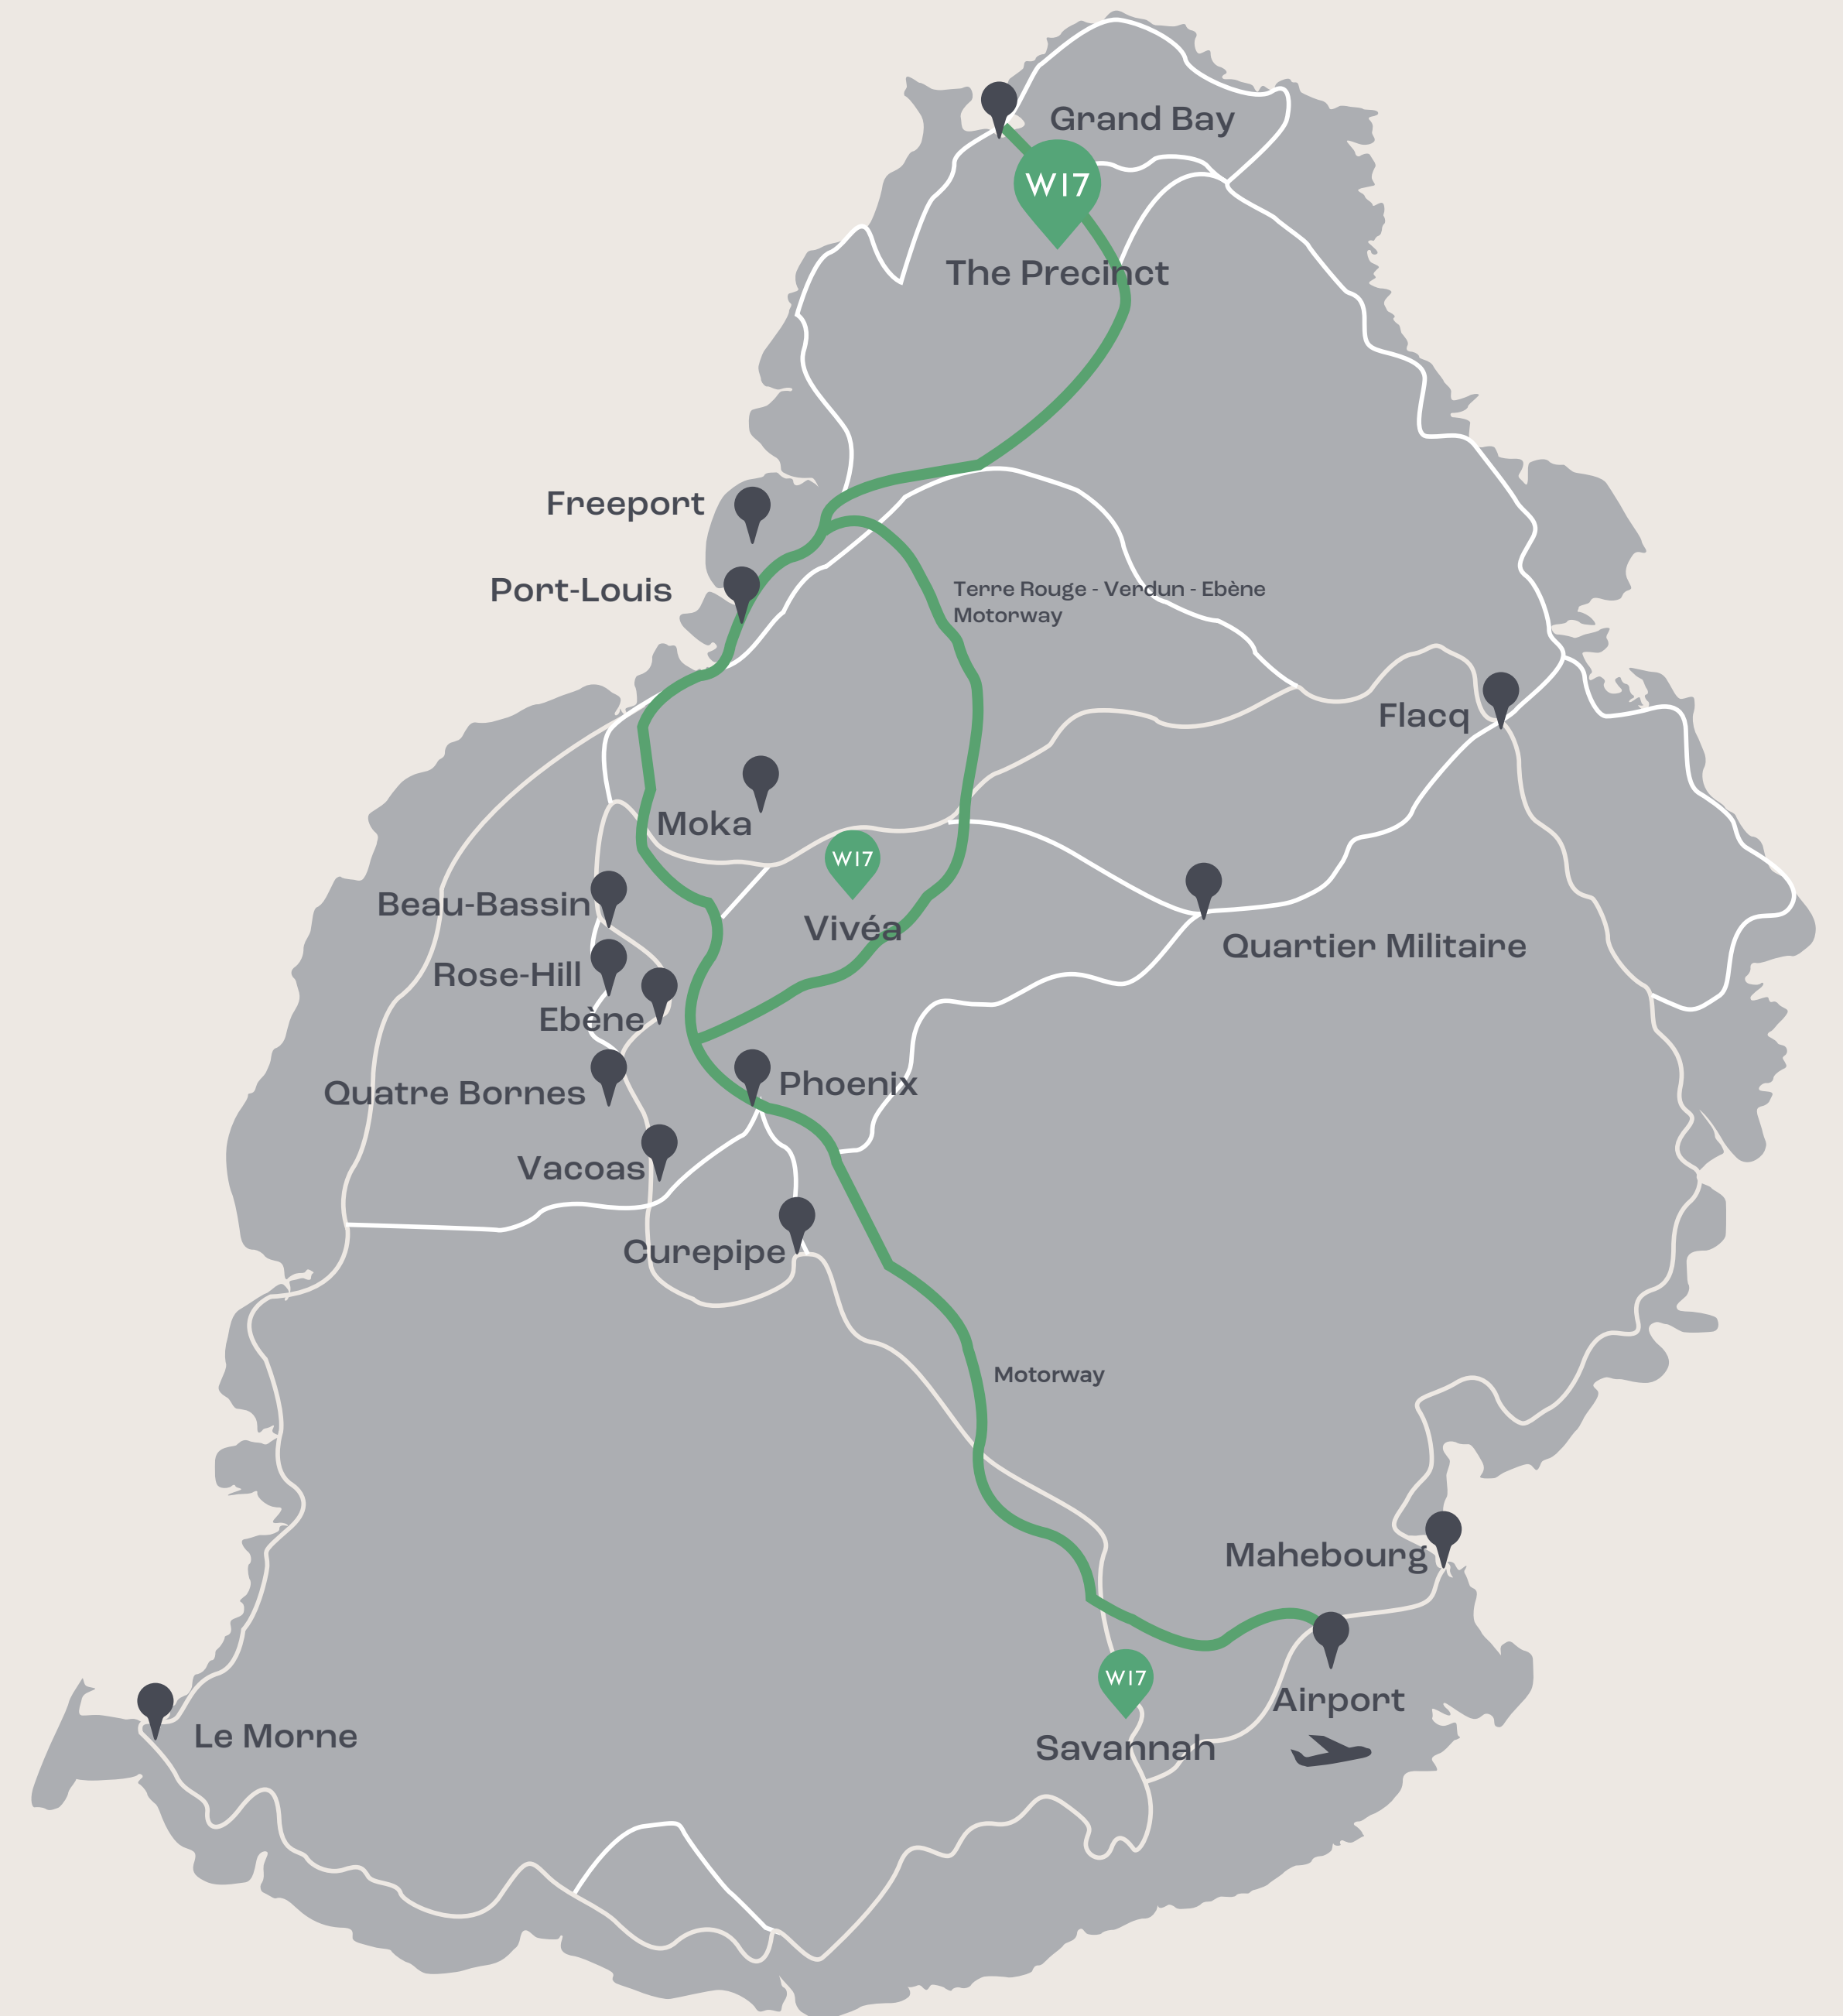 Grand Bay
W17
The Precinct
Freeport
Port-Louis
Terre Rouge - Verdun - Ebène
Motorway
Flacq
Moka
W17
Vivéa
Beau-Bassin
Quartier Militaire
Rose-Hill
Ebène
Phoenix
Quatre Bornes
Vacoas
Curepipe
Motorway
Mahebourg
W17
Savannah
Airport
Le Morne